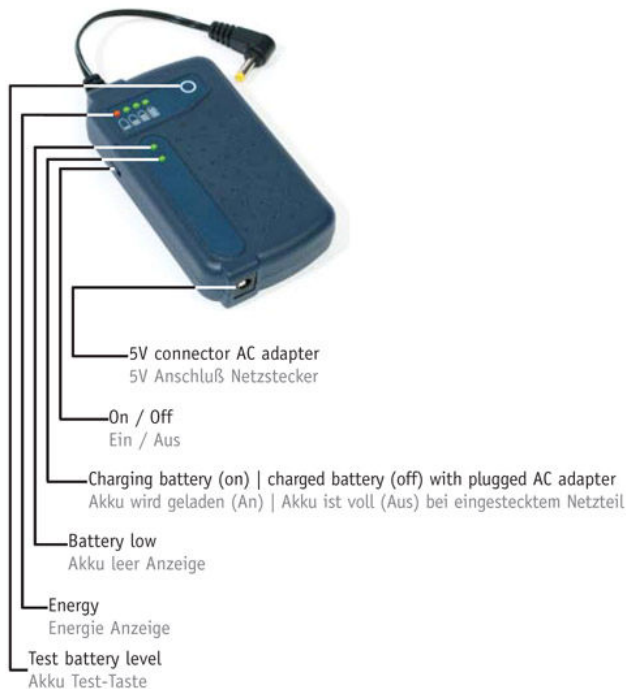 5V connector AC adapter
5V Anschluß Netzstecker
On / Off
Ein / Aus
Charging battery (on) | charged battery (off) with plugged AC adapter
Akku wird geladen (An) | Akku ist voll (Aus) bei eingestecktem Netzteil
Battery low
Akku leer Anzeige
Energy
Energie Anzeige
Test battery level
Akku Test-Taste